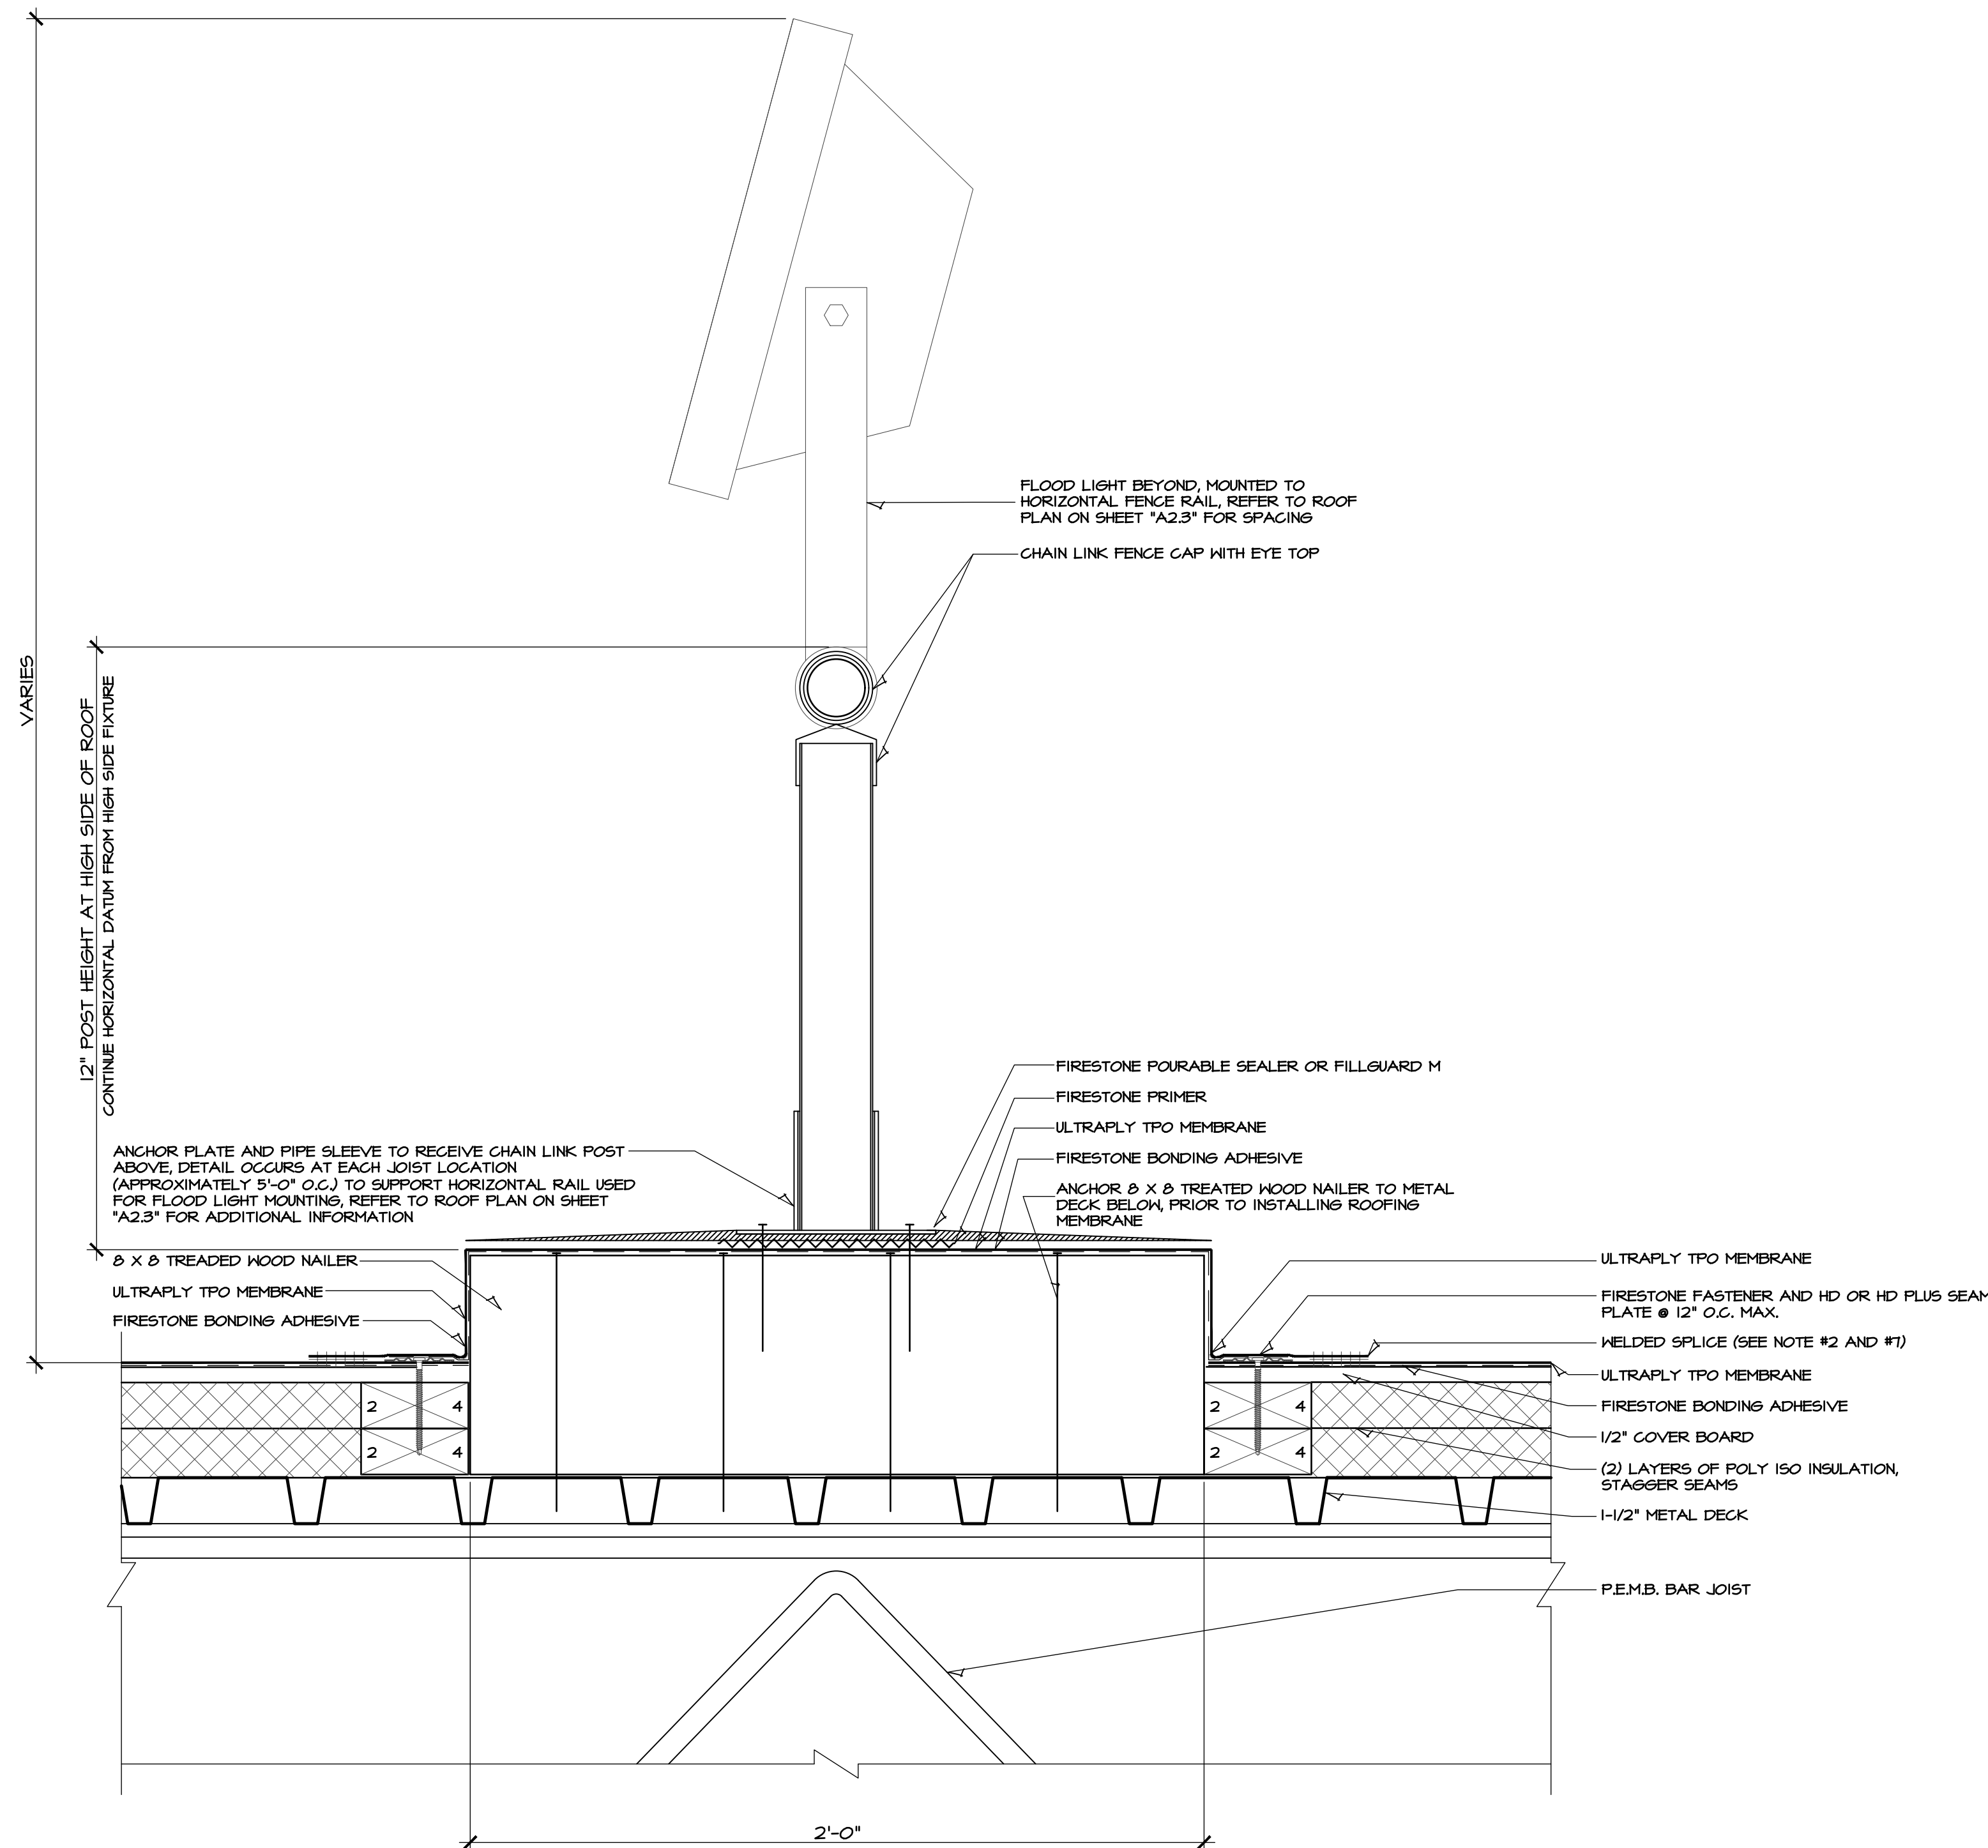 VARIES
12" POST HEIGHT AT HIGH SIDE OF ROOF
CONTINUE HORIZONTAL DATUM FROM HIGH SIDE FIXTURE
FLOOD LIGHT BEYOND, MOUNTED TO
HORIZONTAL FENCE RAIL, REFER TO ROOF
PLAN ON SHEET "A2.3" FOR SPACING
CHAIN LINK FENCE CAP WITH EYE TOP
FIRESTONE POURABLE SEALER OR FILLGUARD M
FIRESTONE PRIMER
ULTRAPLY TPO MEMBRANE
FIRESTONE BONDING ADHESIVE
ANCHOR 8 X 8 TREATED WOOD NAILER TO METAL
DECK BELOW, PRIOR TO INSTALLING ROOFING
MEMBRANE
ANCHOR PLATE AND PIPE SLEEVE TO RECEIVE CHAIN LINK POST
ABOVE, DETAIL OCCURS AT EACH JOIST LOCATION
(APPROXIMATELY 5'-0" O.C.) TO SUPPORT HORIZONTAL RAIL USED
FOR FLOOD LIGHT MOUNTING, REFER TO ROOF PLAN ON SHEET
"A2.3" FOR ADDITIONAL INFORMATION
8 X 8 TREADED WOOD NAILER
ULTRAPLY TPO MEMBRANE
FIRESTONE BONDING ADHESIVE
ULTRAPLY TPO MEMBRANE
FIRESTONE FASTENER AND HD OR HD PLUS SEAM
PLATE @ 12" O.C. MAX.
WELDED SPLICE (SEE NOTE #2 AND #7)
ULTRAPLY TPO MEMBRANE
FIRESTONE BONDING ADHESIVE
1/2" COVER BOARD
(2) LAYERS OF POLY ISO INSULATION,
STAGGER SEAMS
1-1/2" METAL DECK
P.E.M.B. BAR JOIST
2 4
2 4
2 4
2 4
2'-0"